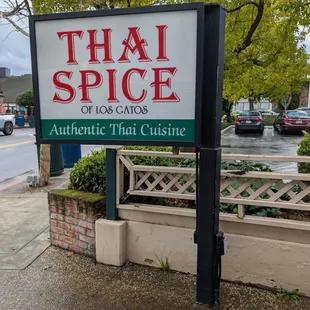 THAI
SPICE
OF LOS GATOS
Authentic Thai Cuisine